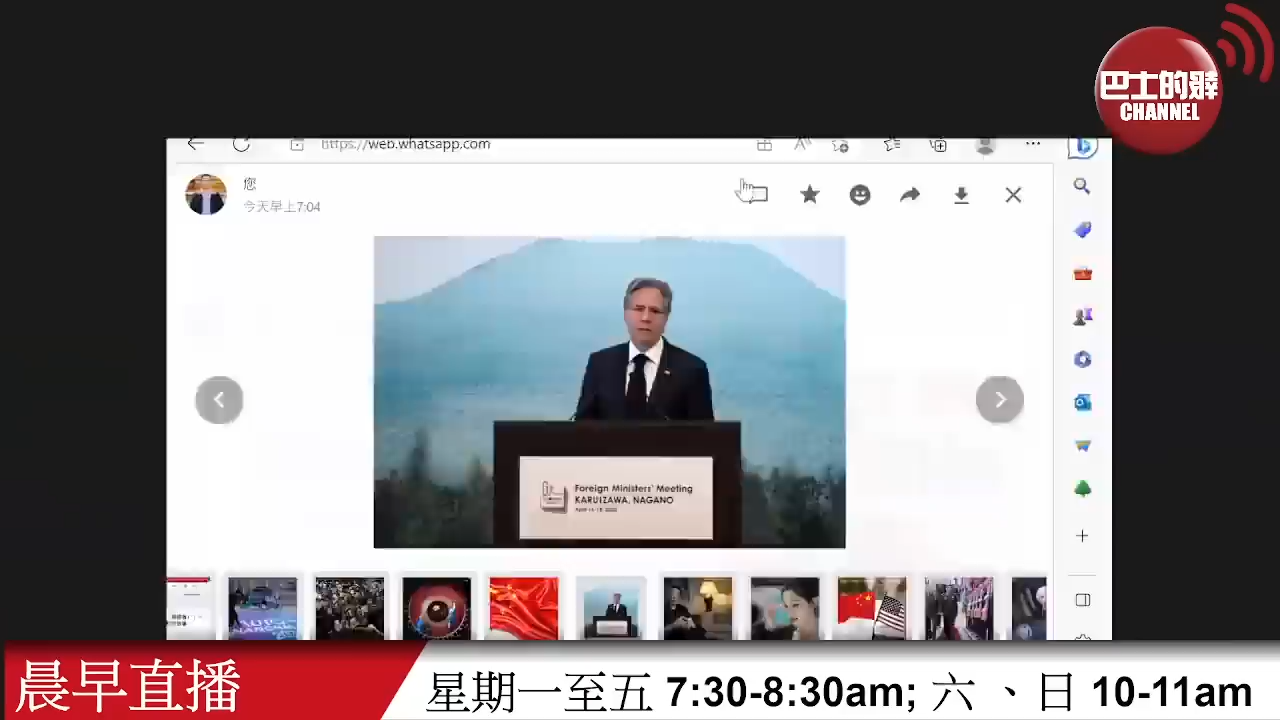 巴士的報
CHANNEL
https://web.whatsapp.com
您
今天早上7:04
Foreign Ministers' Meeting
KARUIZAWA, NAGANO
晨早直播
星期一至五 7:30-8:30am; 六、日 10-11am